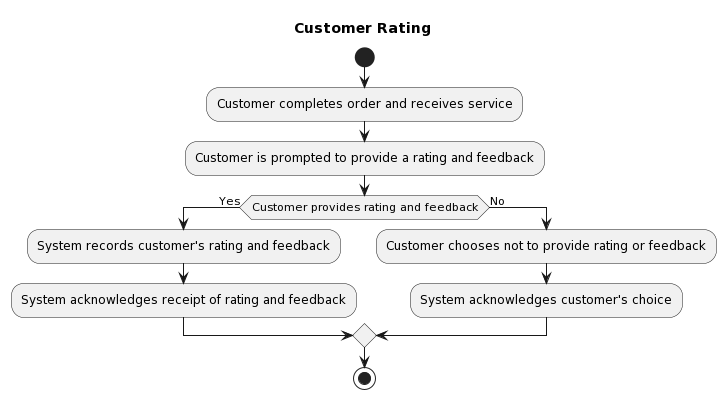 Customer Rating
Customer completes order and receives service
Customer is prompted to provide a rating and feedback
Yes
Customer provides rating and feedback
No
System records customer's rating and feedback
Customer chooses not to provide rating or feedback
System acknowledges receipt of rating and feedback
System acknowledges customer's choice